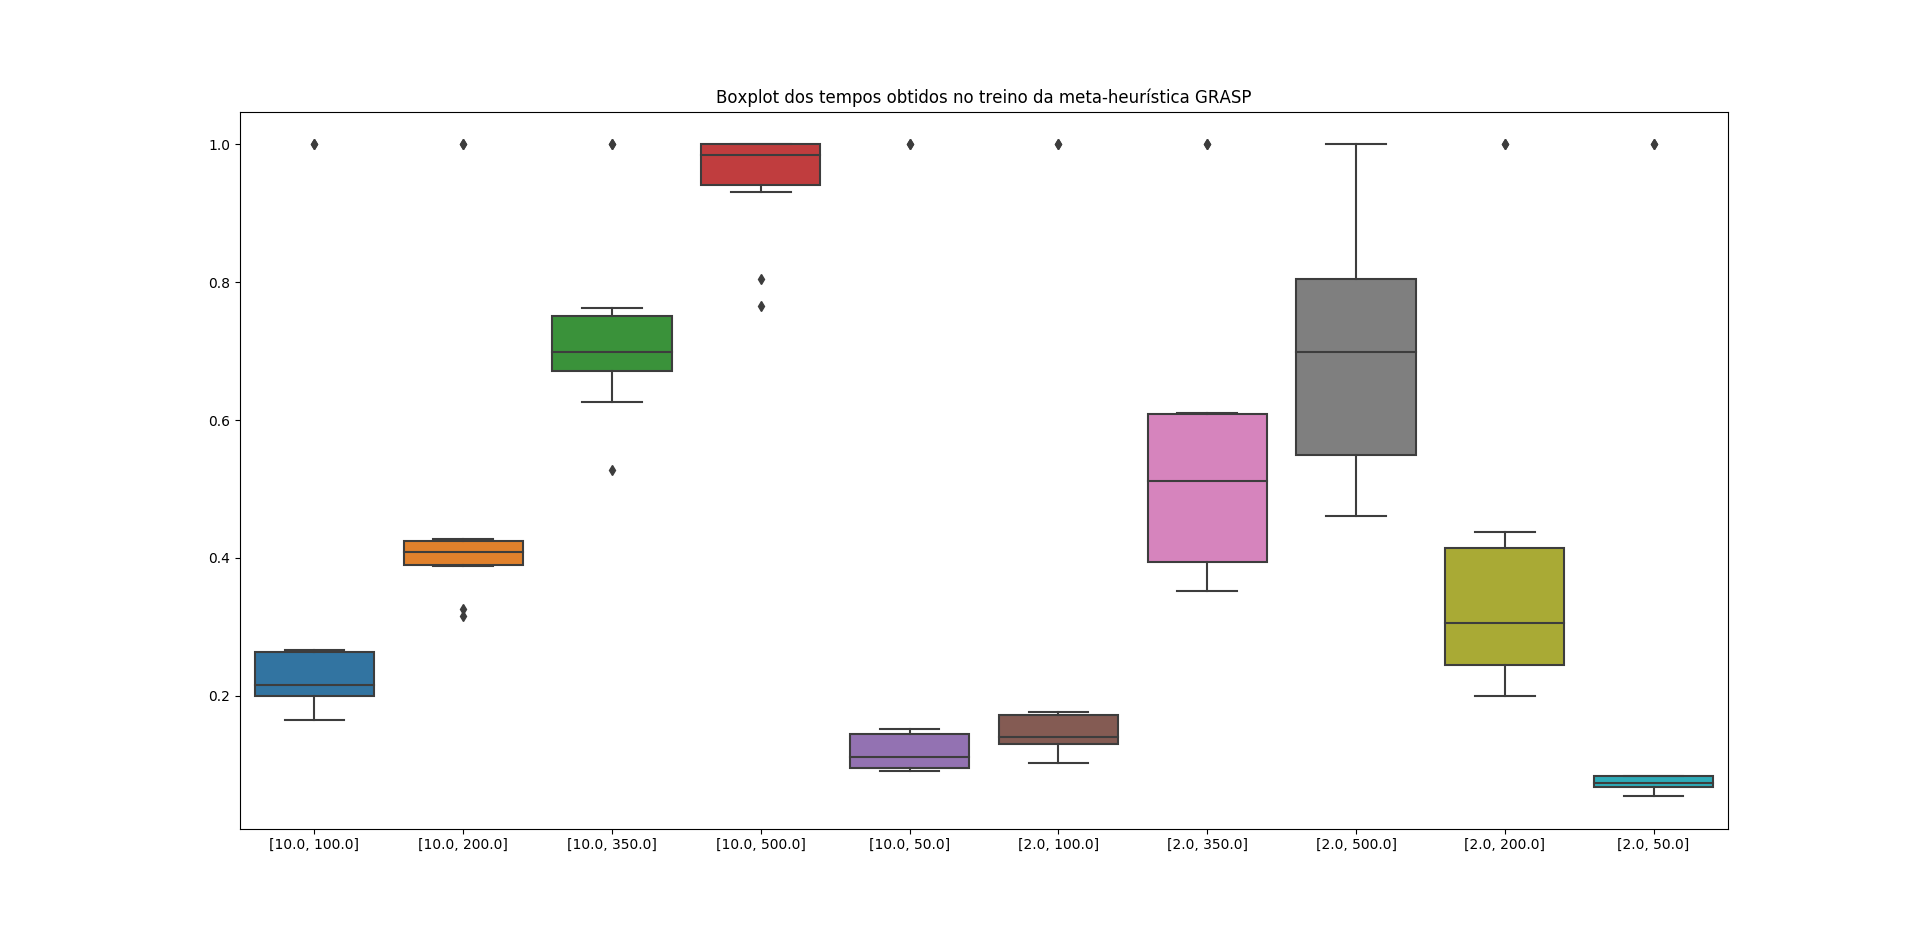 Boxplot dos tempos obtidos no treino da meta-heurística GRASP
1.0
0.8
0.6
0.4
0.2
[10.0, 100.0] [10.0, 200.0] [10.0, 350.0] [10.0, 500.0] [10.0, 50.0] [2.0, 100.0] [2.0, 350.0] [2.0, 500.0] [2.0, 200.0] [2.0, 50.0]